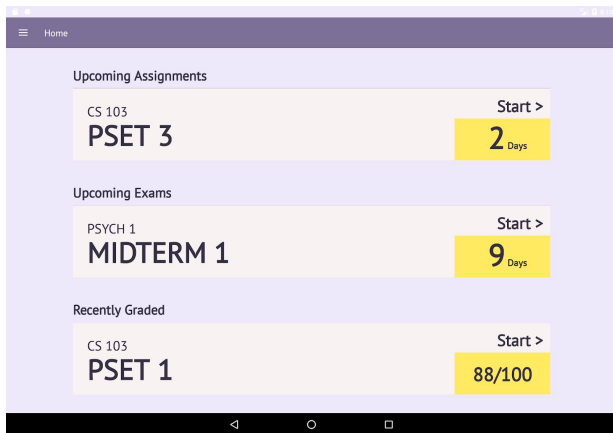 Home
Upcoming Assignments
CS 103
Start >
PSET 3
2 Days
Upcoming Exams
PSYCH 1
Start >
MIDTERM 1
9 Days
Recently Graded
CS 103
Start >
PSET 1
88/100